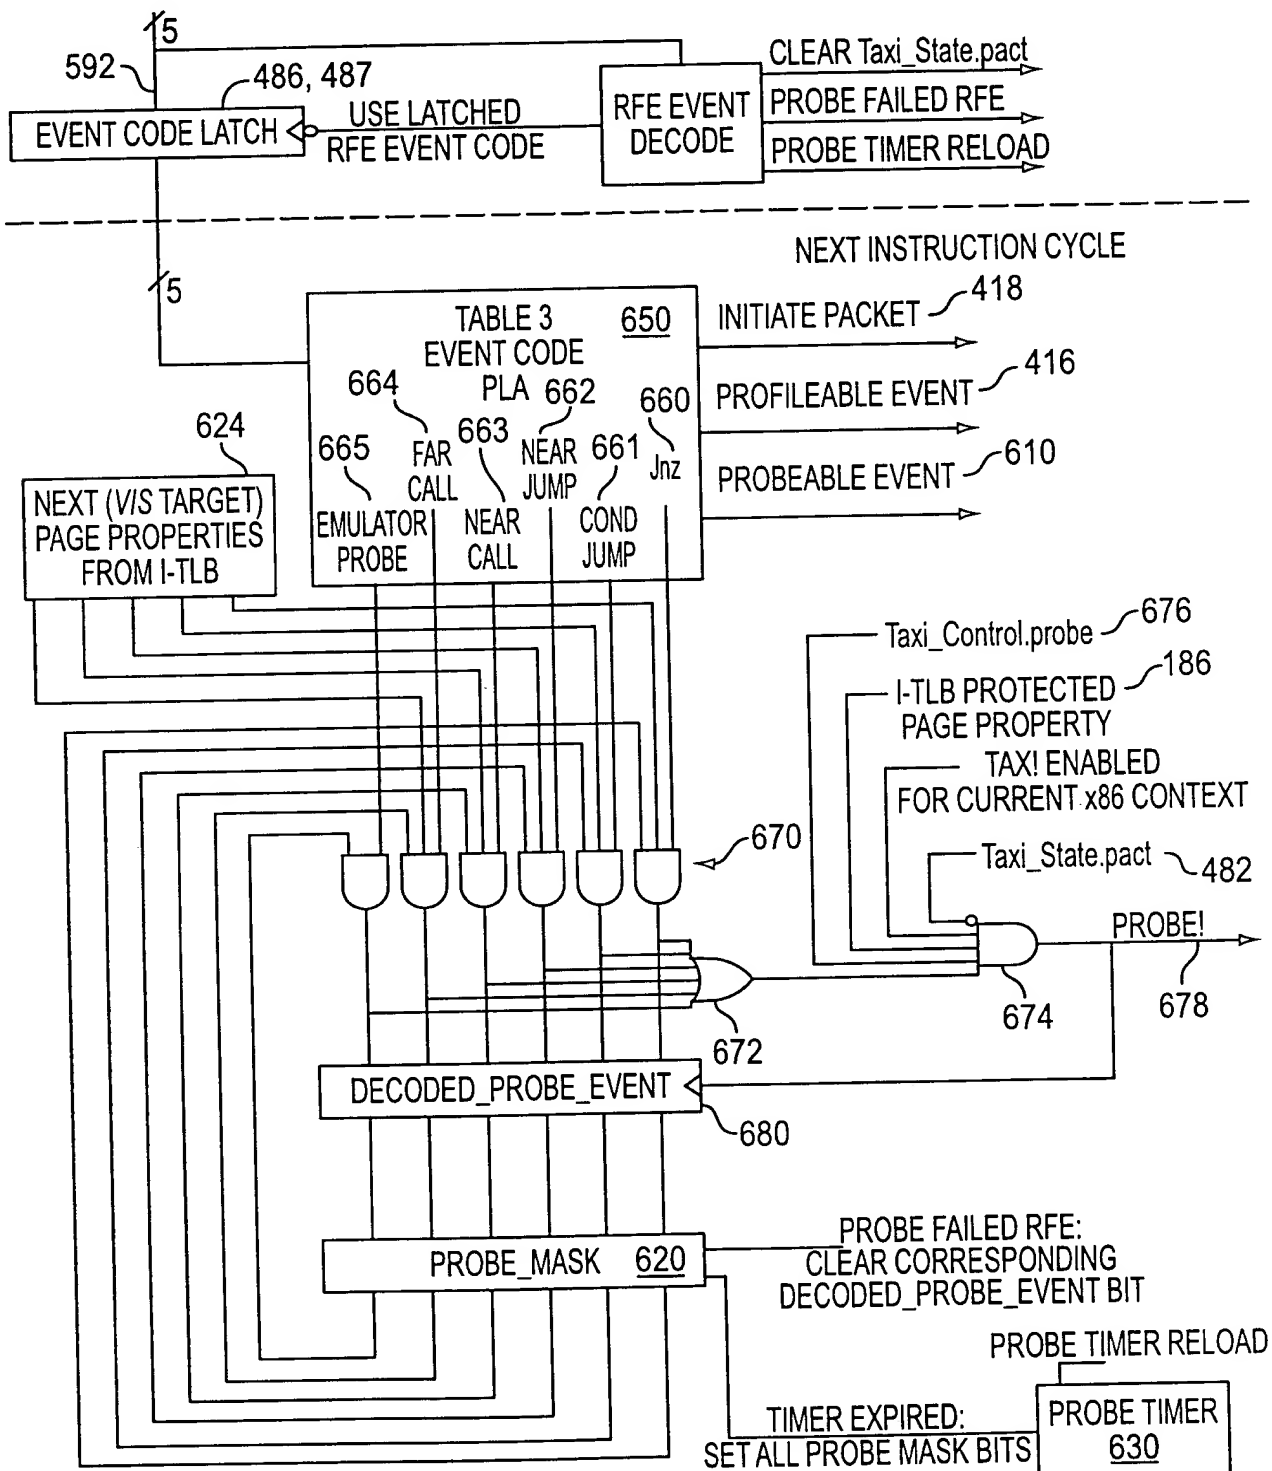 5
592
486, 487
EVENT CODE LATCH
USE LATCHED
RFE EVENT CODE
RFE EVENT
DECODE
CLEAR Taxi_State.pact
PROBE FAILED RFE
PROBE TIMER RELOAD
NEXT INSTRUCTION CYCLE
5
TABLE 3
EVENT CODE
PLA
650
INITIATE PACKET
418
PROFILEABLE EVENT
416
PROBEABLE EVENT
610
664
662
660
665
FAR
CALL
663
NEAR
JUMP
661
Jnz
EMULATOR
PROBE
NEAR
CALL
COND
JUMP
624
NEXT (V/S TARGET)
PAGE PROPERTIES
FROM I-TLB
Taxi_Control.probe
676
I-TLB PROTECTED
PAGE PROPERTY
186
TAX! ENABLED
FOR CURRENT x86 CONTEXT
670
Taxi_State.pact
482
PROBE!
674
678
672
DECODED_PROBE_EVENT
680
PROBE_MASK
620
PROBE FAILED RFE:
CLEAR CORRESPONDING
DECODED_PROBE_EVENT BIT
PROBE TIMER RELOAD
TIMER EXPIRED:
SET ALL PROBE MASK BITS
PROBE TIMER
630